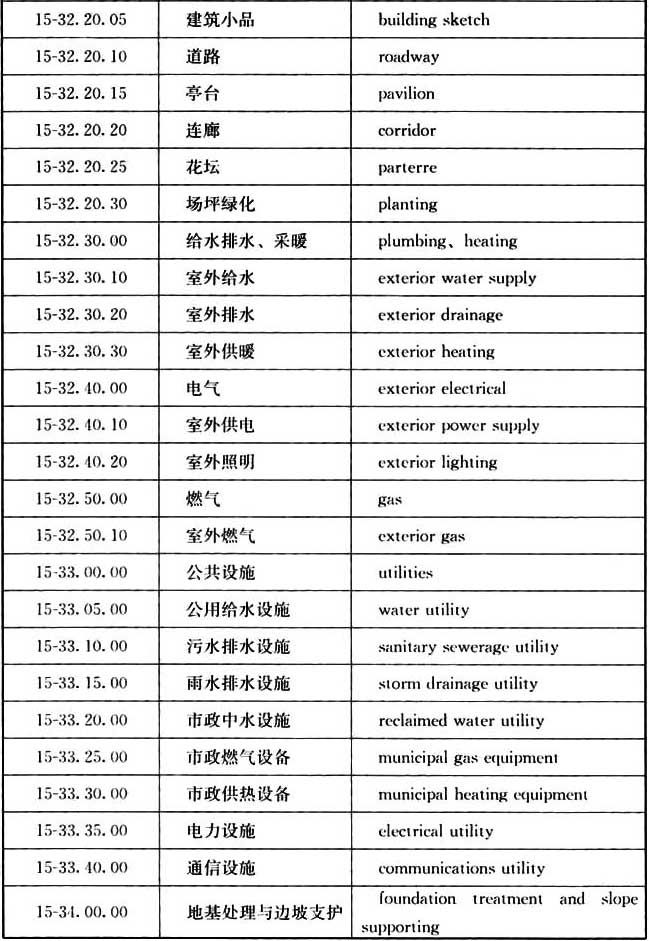 15-32.20.05 建筑小品 building sketch
15-32.20.10 道路 roadway
15-32.20.15 亭台 pavilion
15-32.20.20 连廊 corridor
15-32.20.25 花坛 parterre
15-32.20.30 场坪绿化 planting
15-32.30.00 给水排水、采暖 plumbing、heating
15-32.30.10 室外给水 exterior water supply
15-32.30.20 室外排水 exterior drainage
15-32.30.30 室外供暖 exterior heating
15-32.40.00 电气 exterior electrical
15-32.40.10 室外供电 exterior power supply
15-32.40.20 室外照明 exterior lighting
15-32.50.00 燃气 gas
15-32.50.10 室外燃气 exterior gas
15-33.00.00 公共设施 utilities
15-33.05.00 公用给水设施 water utility
15-33.10.00 污水排水设施 sanitary sewerage utility
15-33.15.00 雨水排水设施 storm drainage utility
15-33.20.00 市政中水设施 reclaimed water utility
15-33.25.00 市政燃气设备 municipal gas equipment
15-33.30.00 市政供热设备 municipal heating equipment
15-33.35.00 电力设施 electrical utility
15-33.40.00 通信设施 communications utility
15-34.00.00 地基处理与边坡支护 foundation treatment and slope
supporting